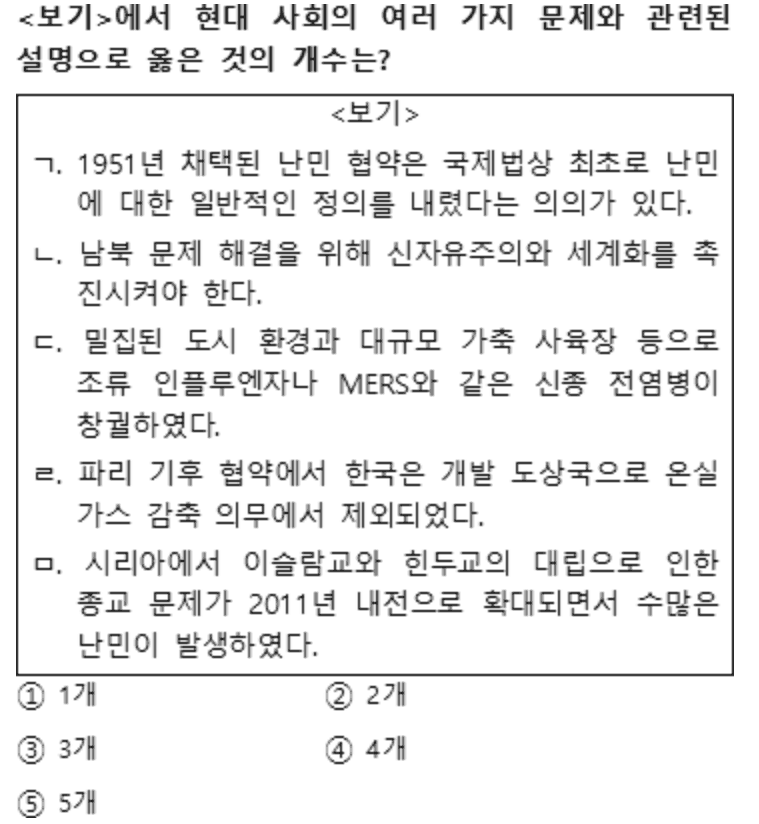 <보기>에서 현대 사회의 여러 가지 문제와 관련된
설명으로 옳은 것의 개수는?
<보기>
ㄱ. 1951년 채택된 난민 협약은 국제법상 최초로 난민
에 대한 일반적인 정의를 내렸다는 의의가 있다.
ㄴ. 남북 문제 해결을 위해 신자유주의와 세계화를 촉
진시켜야 한다.
ㄷ. 밀집된 도시 환경과 대규모 가축 사육장 등으로
조류 인플루엔자나 MERS와 같은 신종 전염병이
창궐하였다.
ㄹ. 파리 기후 협약에서 한국은 개발 도상국으로 온실
가스 감축 의무에서 제외되었다.
ㅁ. 시리아에서 이슬람교와 힌두교의 대립으로 인한
종교 문제가 2011년 내전으로 확대되면서 수많은
난민이 발생하였다.
① 1개 ② 2개
③ 3개 ④ 4개
⑤ 5개